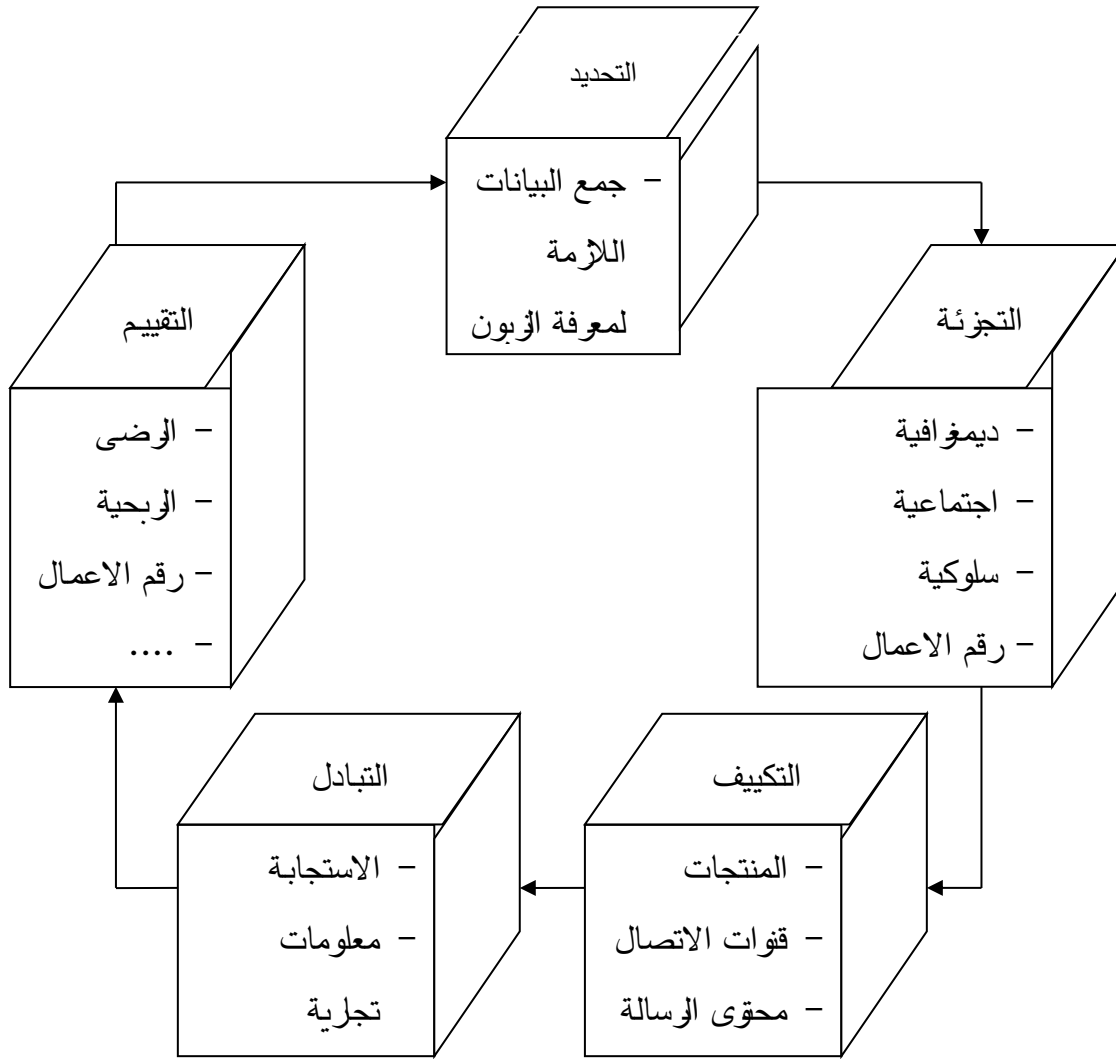 التحديد
- جمع البيانات
اللازمة
لمعرفة الزبون
التجزئة
- ديمغرافية
- اجتماعية
- سلوكية
- رقم الاعمال
التكييف
- المنتجات
- قنوات الاتصال
- محتوى الرسالة
التبادل
- الاستجابة
- معلومات
تجارية
التقييم
- الرضى
- الربحية
- رقم الاعمال
- ....